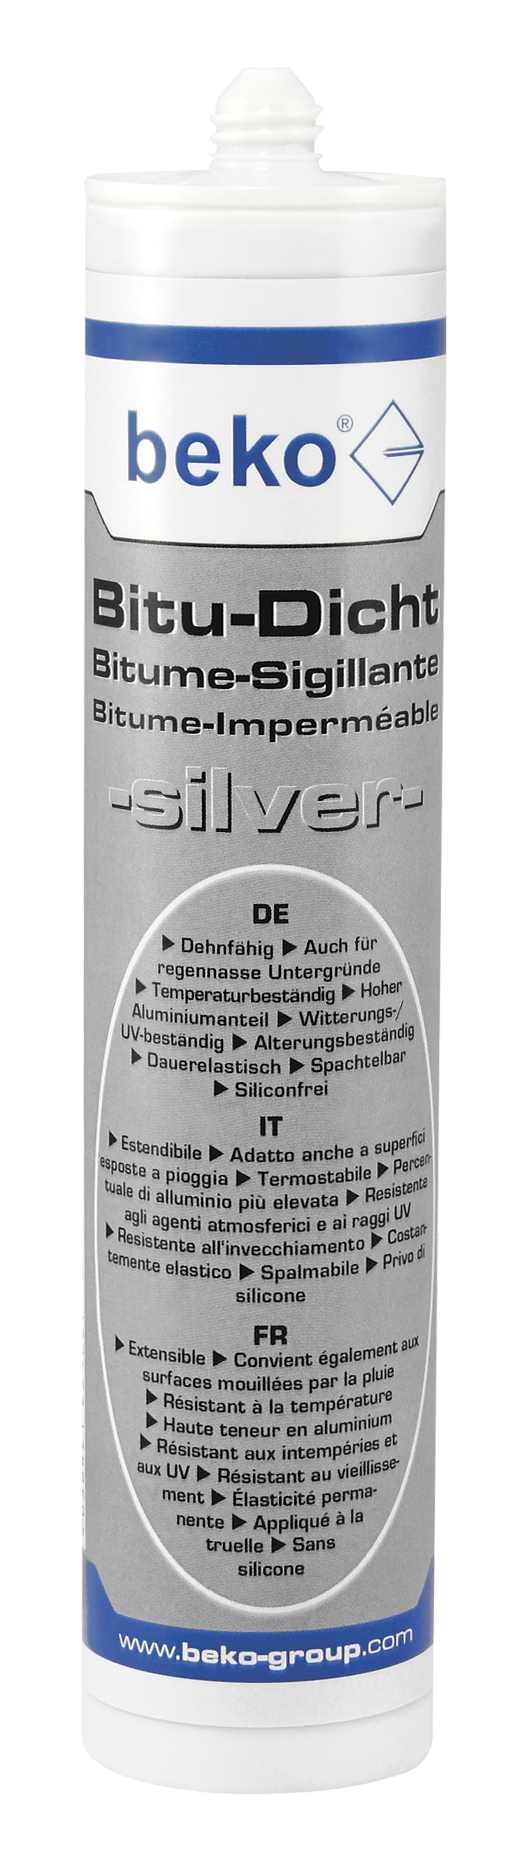 beko®
Bitu-Dicht
Bitume-Sigillante
Bitume-Imperméable
-silver-
DE
▶ Dehnfähig ▶ Auch für
regennasse Untergründe
▶ Temperaturbeständig ▶ Hoher
Aluminiumanteil ▶ Witterungs-/
UV-beständig ▶ Alterungsbeständig
▶ Dauerelastisch ▶ Spachtelbar
▶ Siliconfrei
IT
▶ Estendibile ▶ Adatto anche a superfici
esposte a pioggia ▶ Termostabile ▶ Percen-
tuale di alluminio più elevata ▶ Resistente
agli agenti atmosferici e ai raggi UV
▶ Resistente all'invecchiamento ▶ Costan-
temente elastico ▶ Spalmabile ▶ Privo di
silicone
FR
▶ Extensible ▶ Convient également aux
surfaces mouillées par la pluie
▶ Résistant à la température
▶ Haute teneur en aluminium
▶ Résistant aux intempéries et
aux UV ▶ Résistant au vieillisse-
ment ▶ Élasticité perma-
nente ▶ Appliqué à la
truelle ▶ Sans
silicone
www.beko-group.com